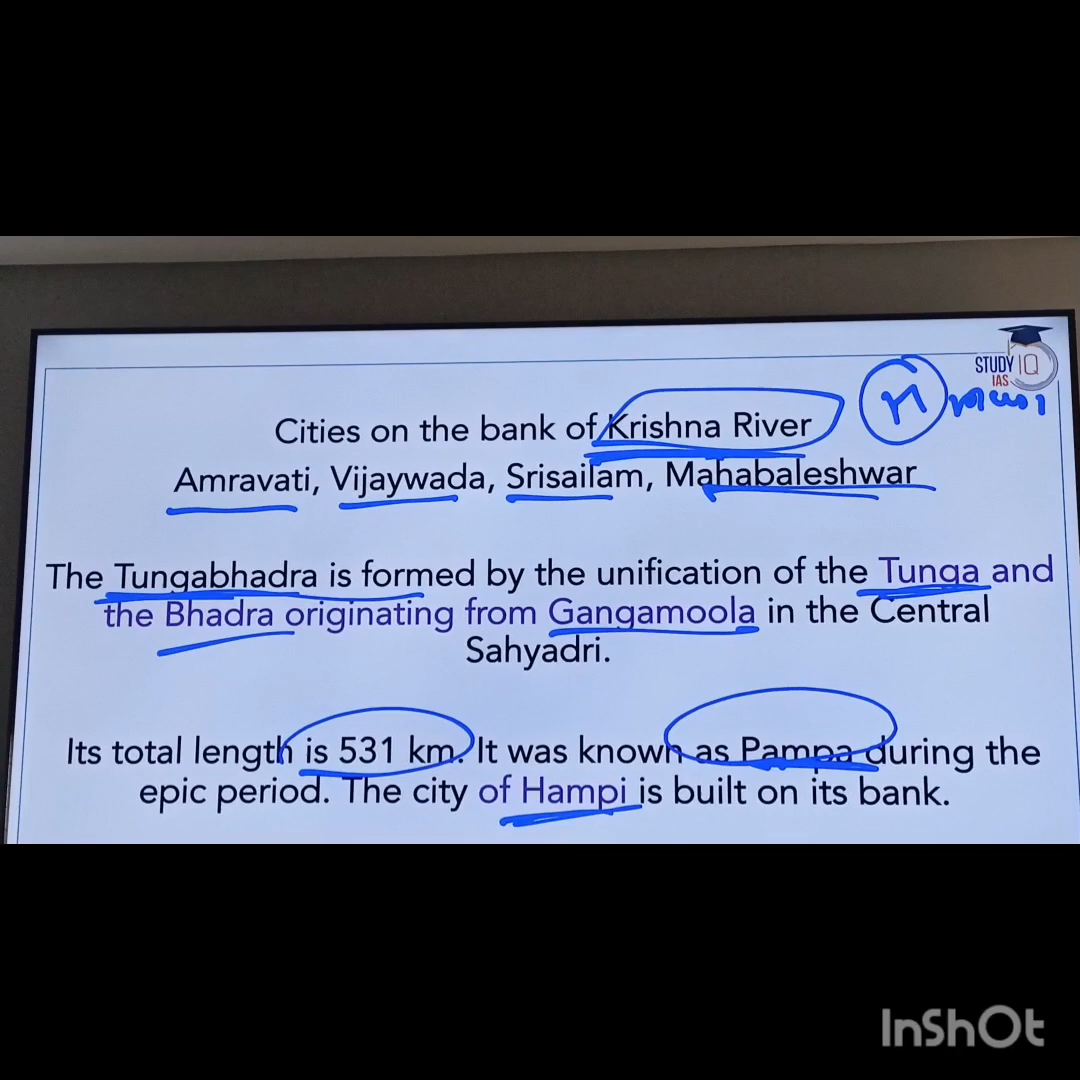 STUDY IQ
IAS
Cities on the bank of Krishna River
Amravati, Vijaywada, Srisailam, Mahabaleshwar
The Tungabhadra is formed by the unification of the Tunga and
the Bhadra originating from Gangamoola in the Central
Sahyadri.
Its total length is 531 km. It was known as Pampa during the
epic period. The city of Hampi is built on its bank.
InShOt